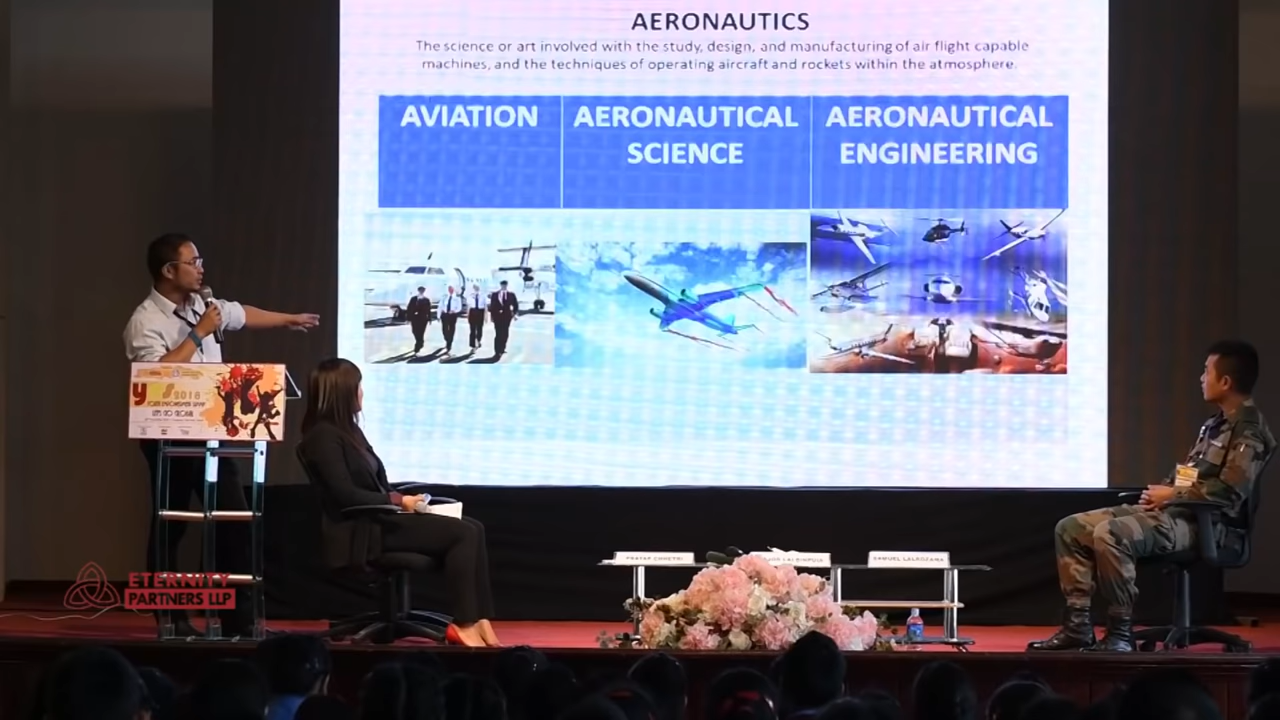 AERONAUTICS
The science or art involved with the study, design, and manufacturing of air flight capable
machines, and the techniques of operating aircraft and rockets within the atmosphere.
AVIATION
AERONAUTICAL
SCIENCE
AERONAUTICAL
ENGINEERING
2018
PRATAP CHHETRI
SAMUEL LALROZAMA
ETERNITY
PARTNERS LLP